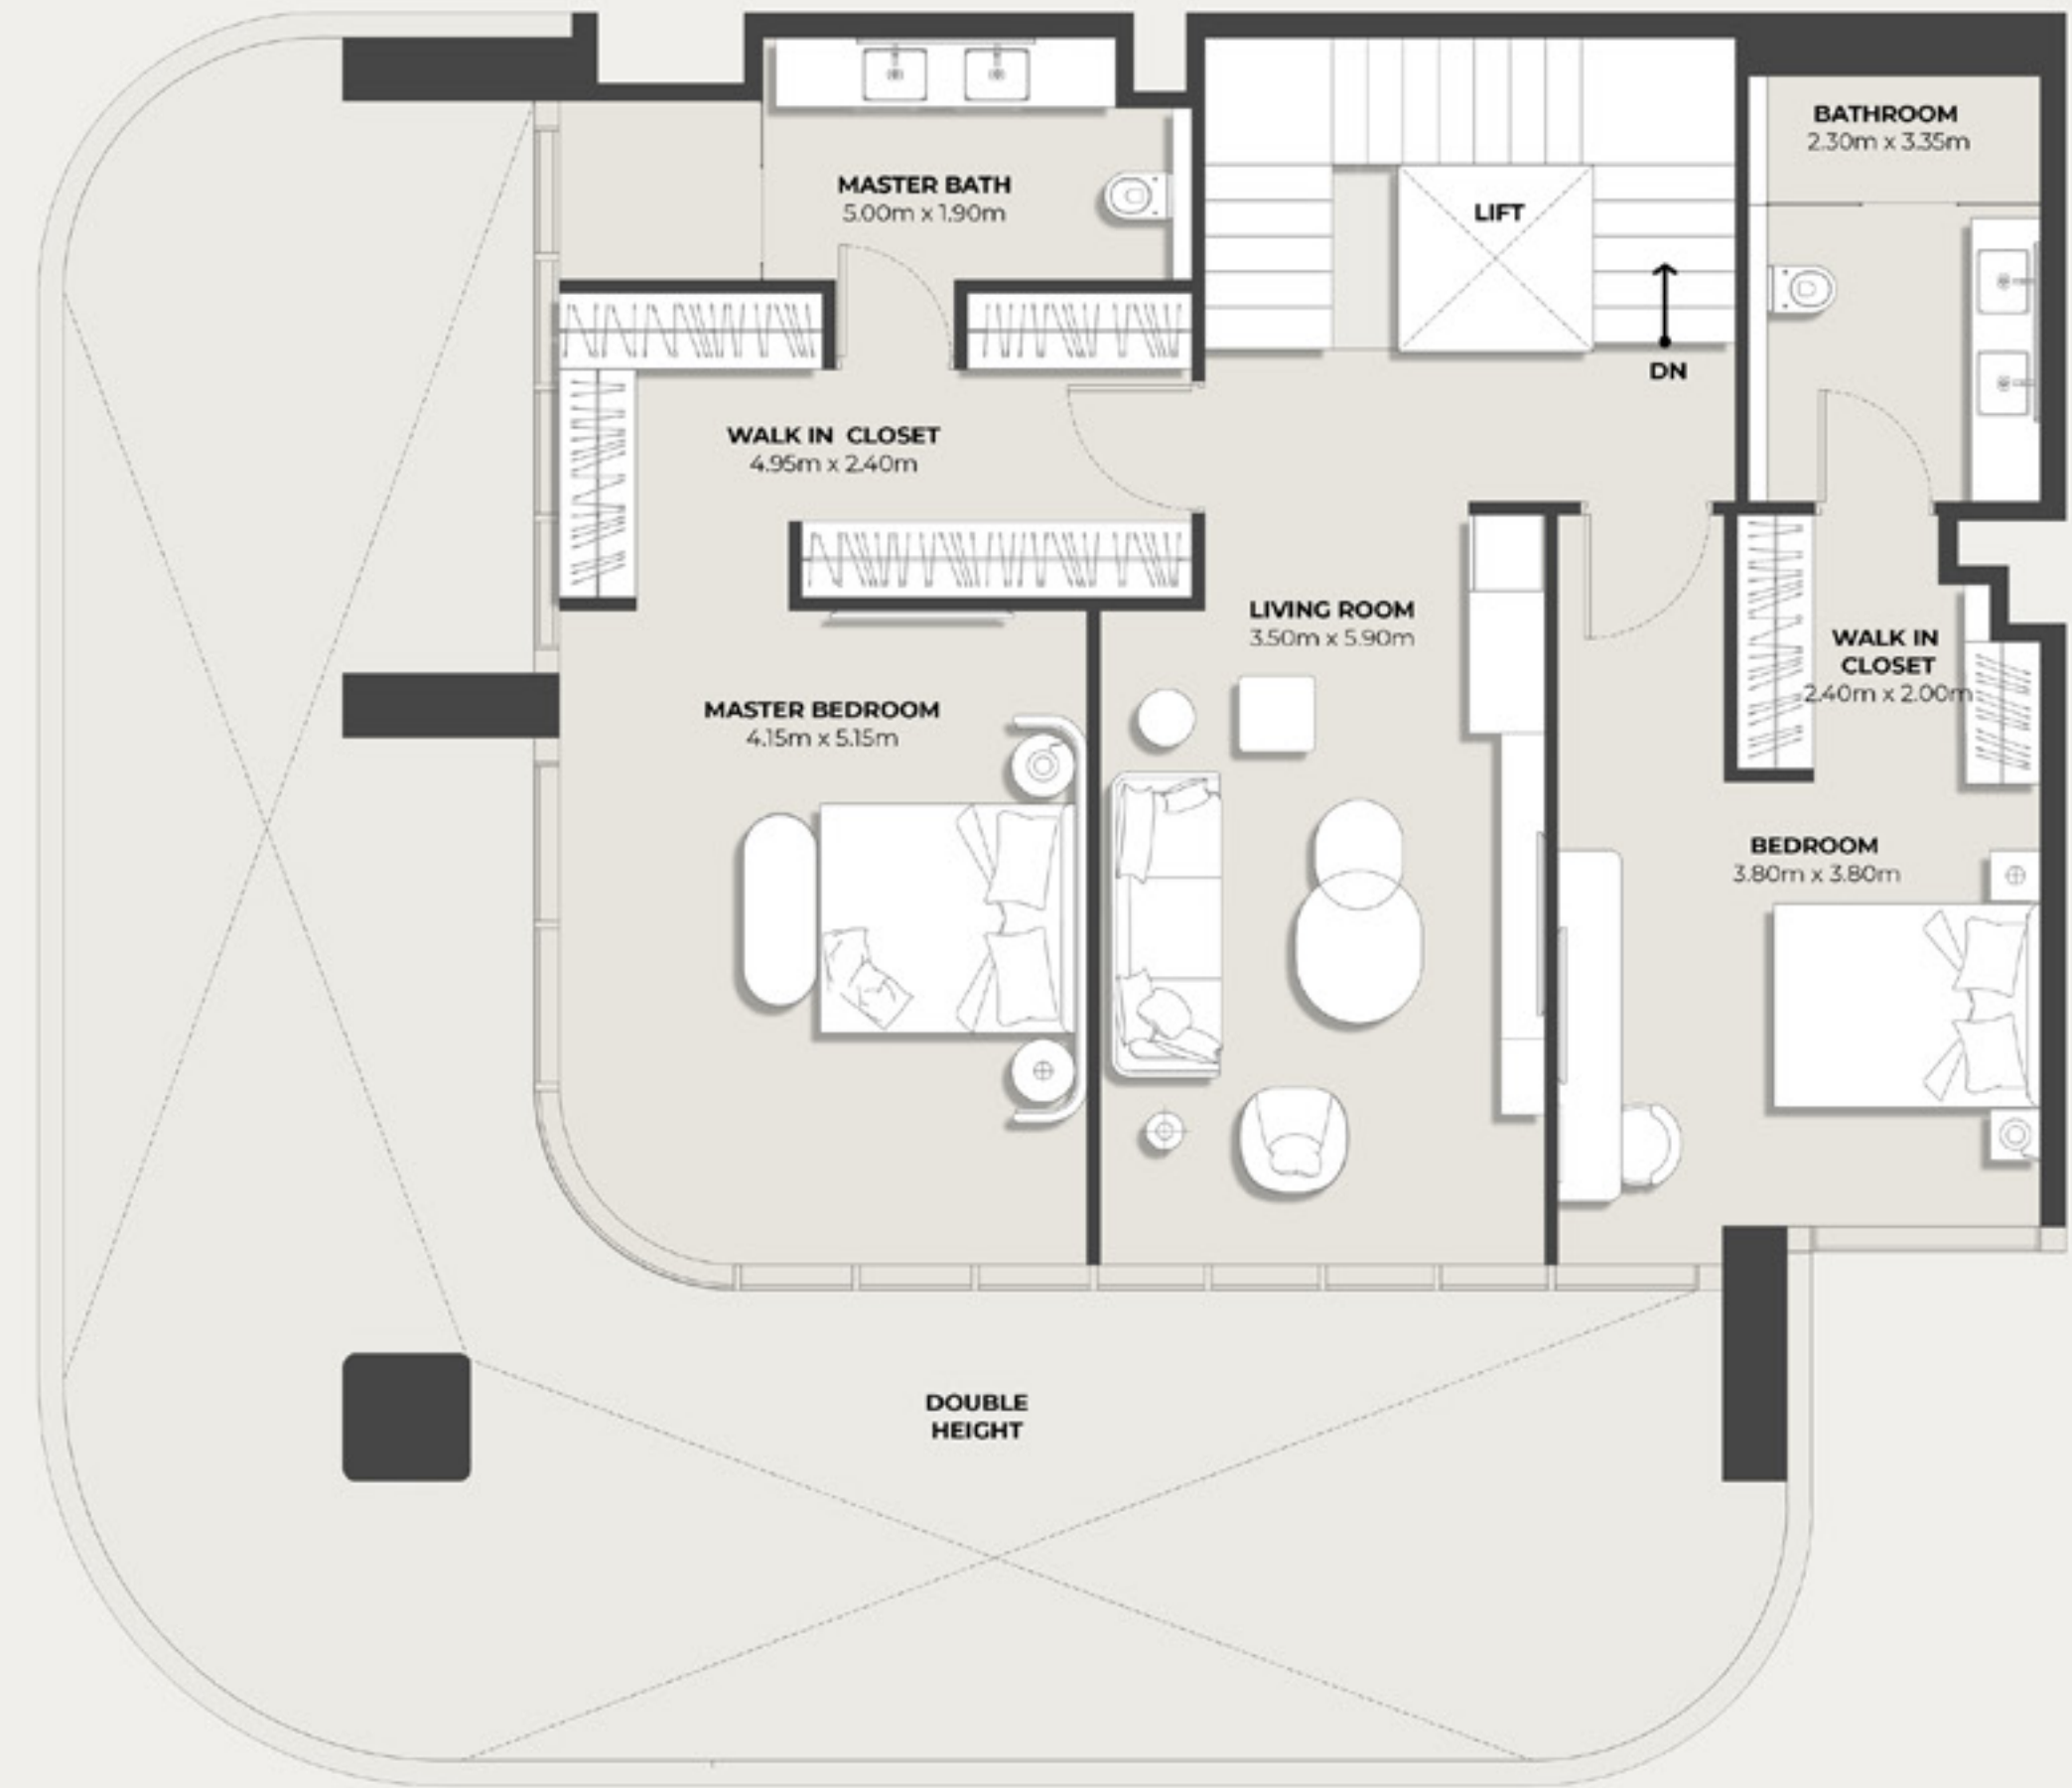 BATHROOM
2.30m x 3.35m
MASTER BATH
5.00m x 1.90m
LIFT
DN
WALK IN CLOSET
4.95m x 2.40m
LIVING ROOM
3.50m x 5.90m
WALK IN
CLOSET
2.40m x 2.00m
MASTER BEDROOM
4.15m x 5.15m
BEDROOM
3.80m x 3.80m
DOUBLE
HEIGHT